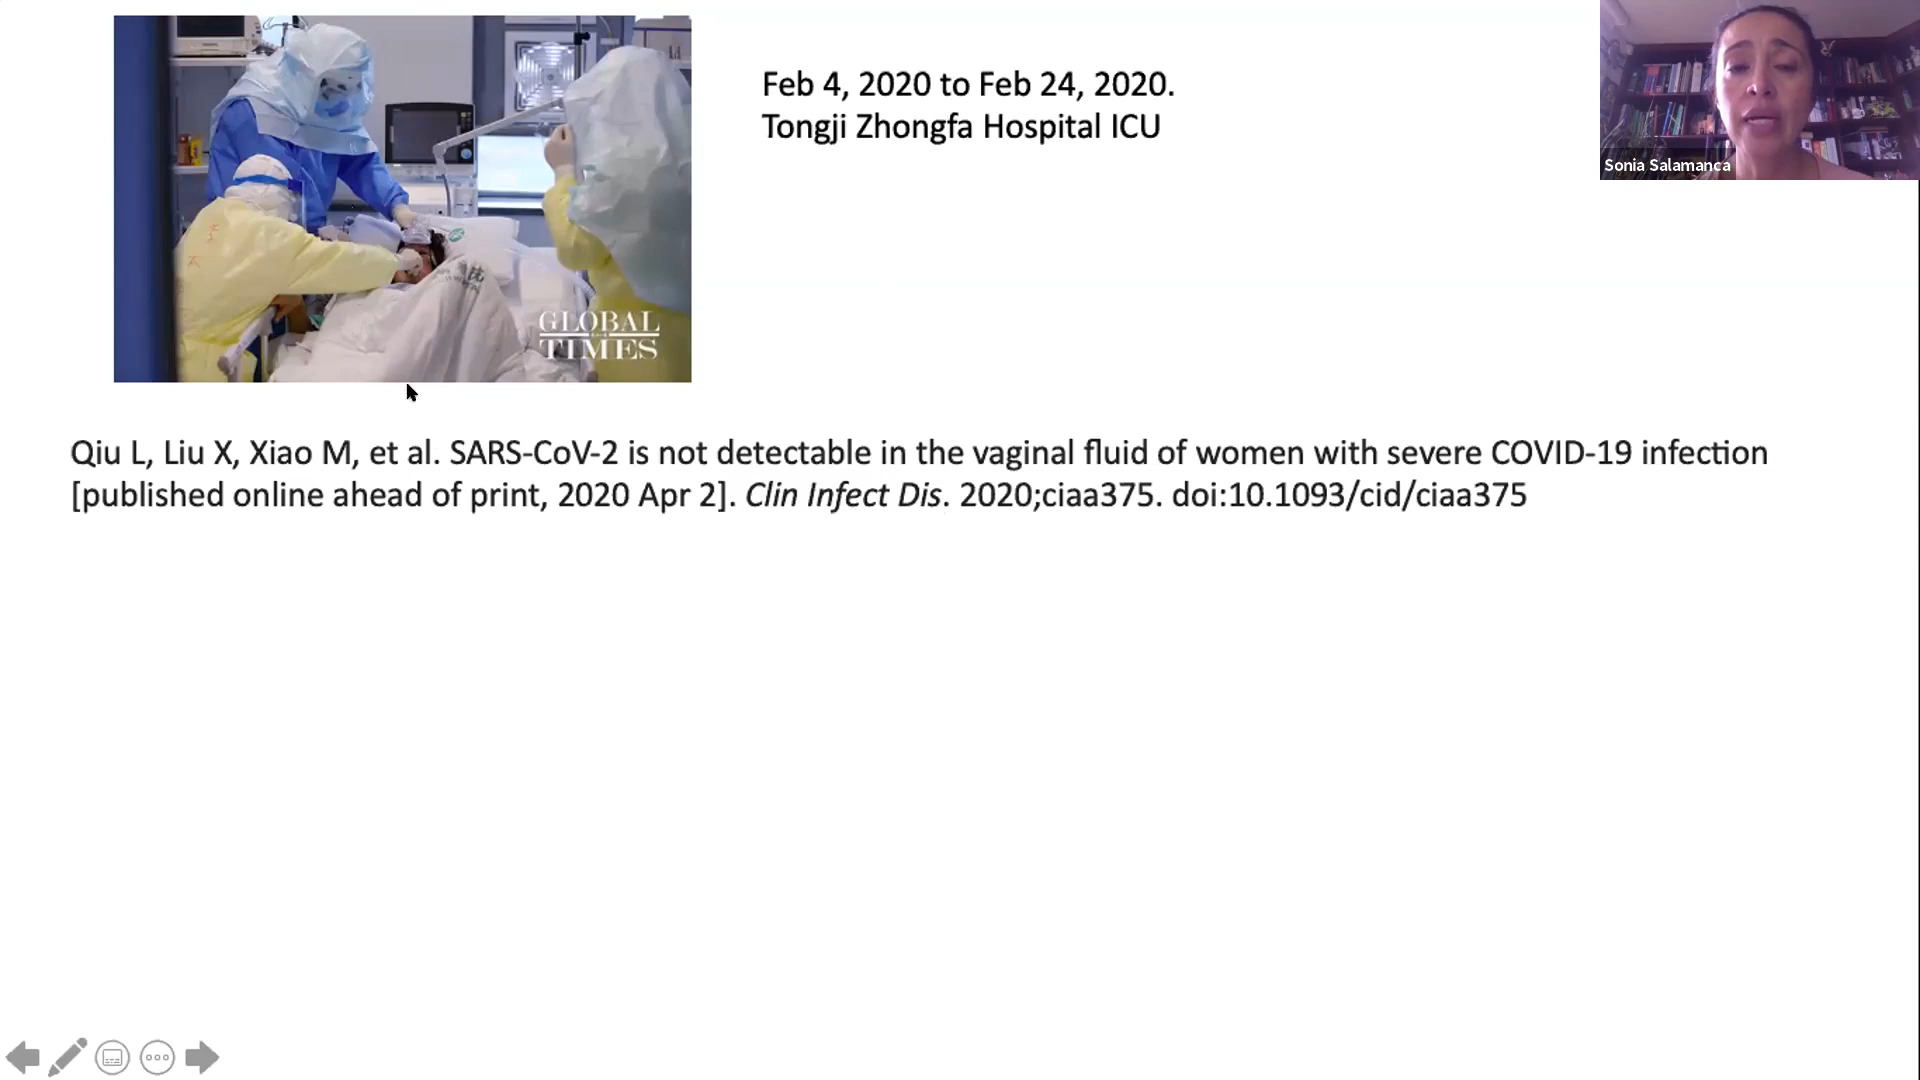 Feb 4, 2020 to Feb 24, 2020.
Tongji Zhongfa Hospital ICU
Sonia Salamanca
GLOBAL
TIMES
Qiu L, Liu X, Xiao M, et al. SARS-CoV-2 is not detectable in the vaginal fluid of women with severe COVID-19 infection
[published online ahead of print, 2020 Apr 2]. Clin Infect Dis. 2020;ciaa375. doi:10.1093/cid/ciaa375